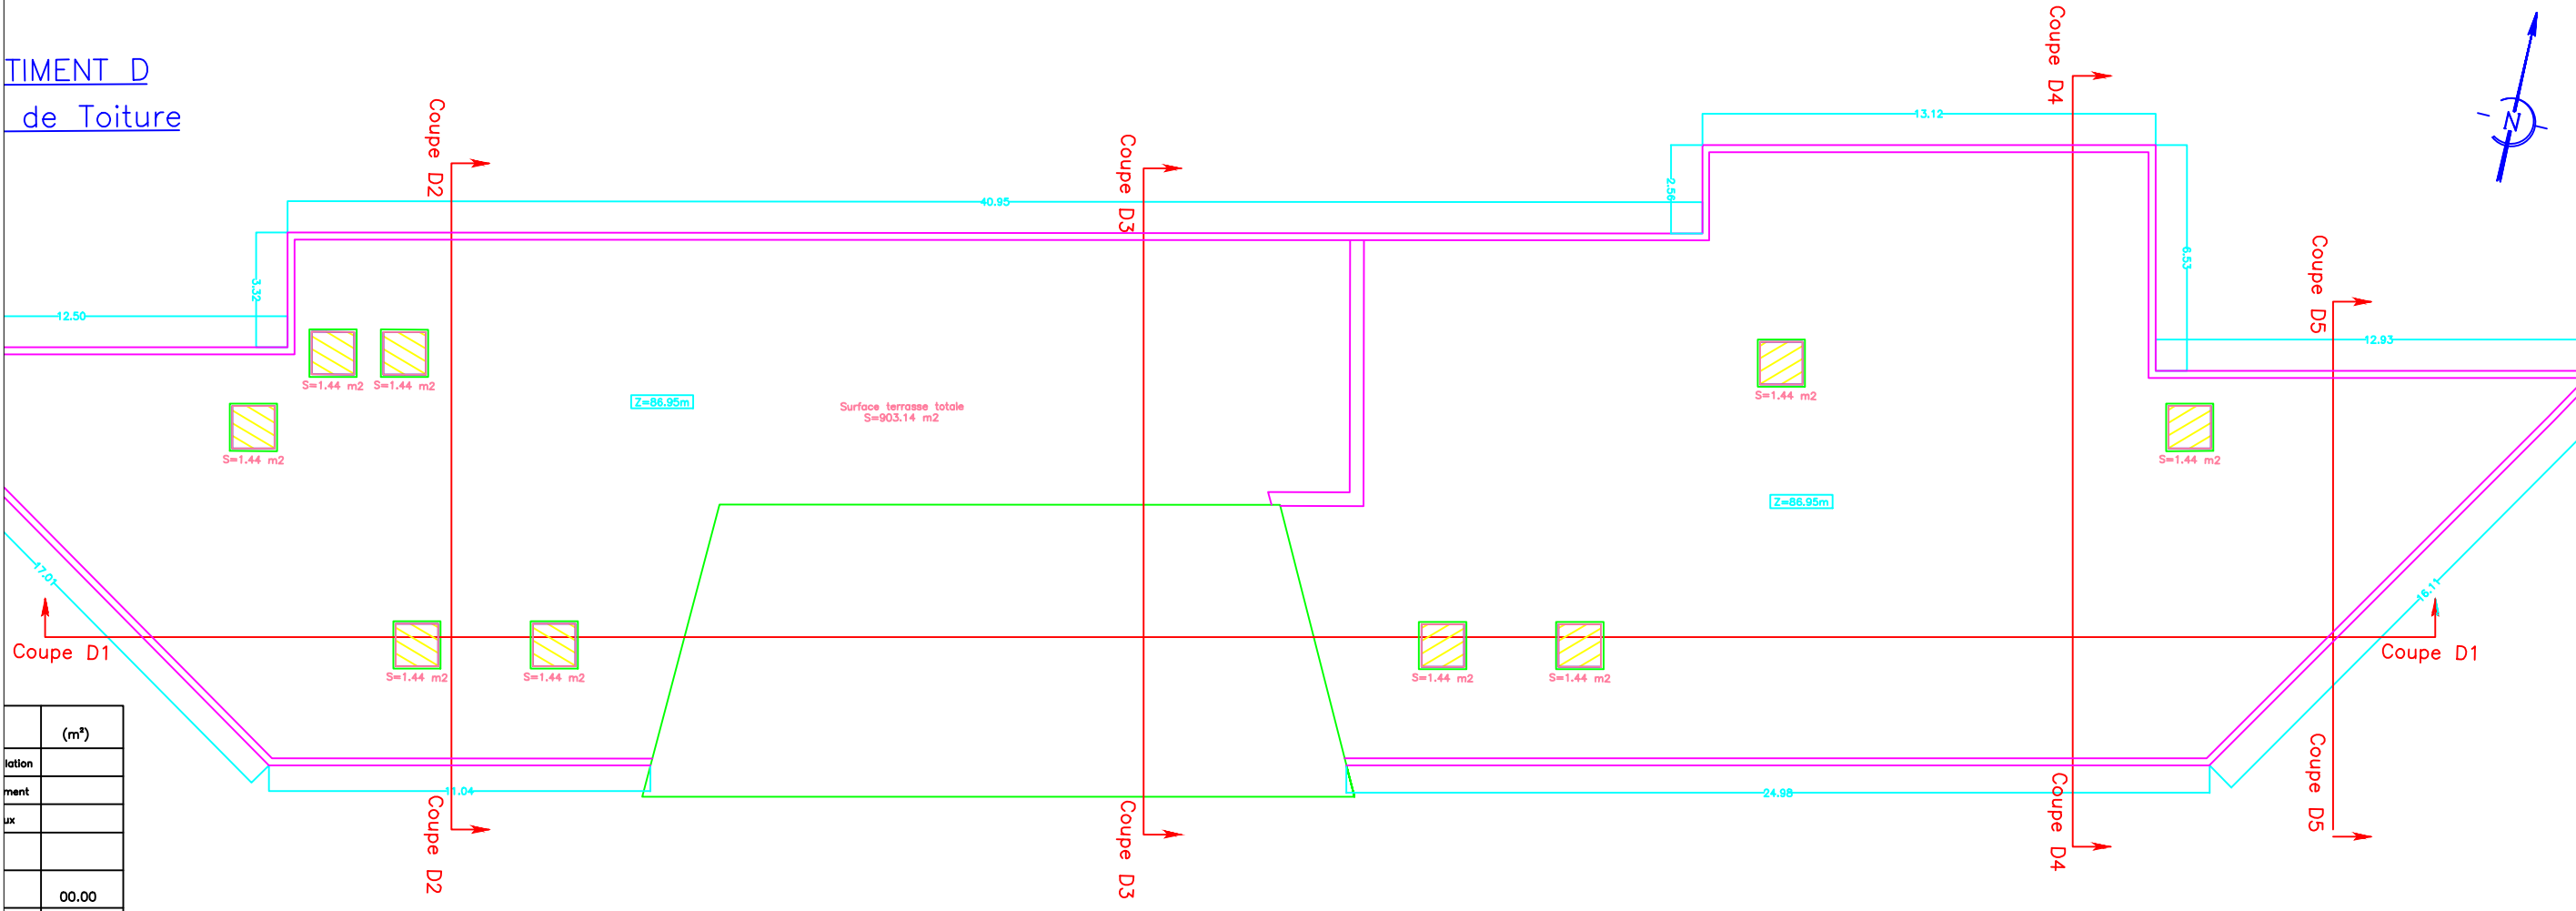 TIMENT D
de Toiture
Coupe D2
Coupe D3
Coupe D4
Coupe D5
N
13.12
2.56
40.95
6.53
3.32
12.50
12.93
S=1.44 m2
S=1.44 m2
S=1.44 m2
Z=86.95m
Surface terrasse totale
S=903.14 m2
S=1.44 m2
S=1.44 m2
Z=86.95m
17.01
16.11
Coupe D1
Coupe D1
S=1.44 m2
S=1.44 m2
S=1.44 m2
S=1.44 m2
11.04
24.98
Coupe D2
Coupe D3
Coupe D4
Coupe D5
(m²)
lation
ment
ux
00.00